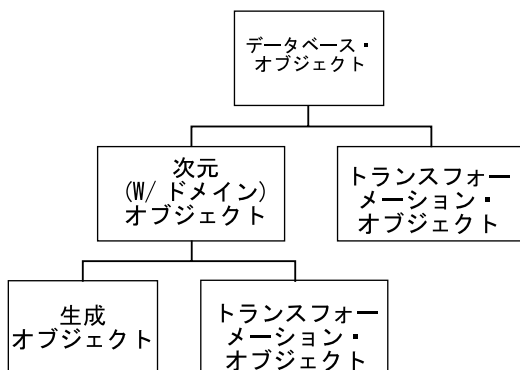 データベース・
オブジェクト
次元
(W/ ドメイン)
オブジェクト
トランスフォー
メーション・
オブジェクト
生成
オブジェクト
トランスフォー
メーション・
オブジェクト